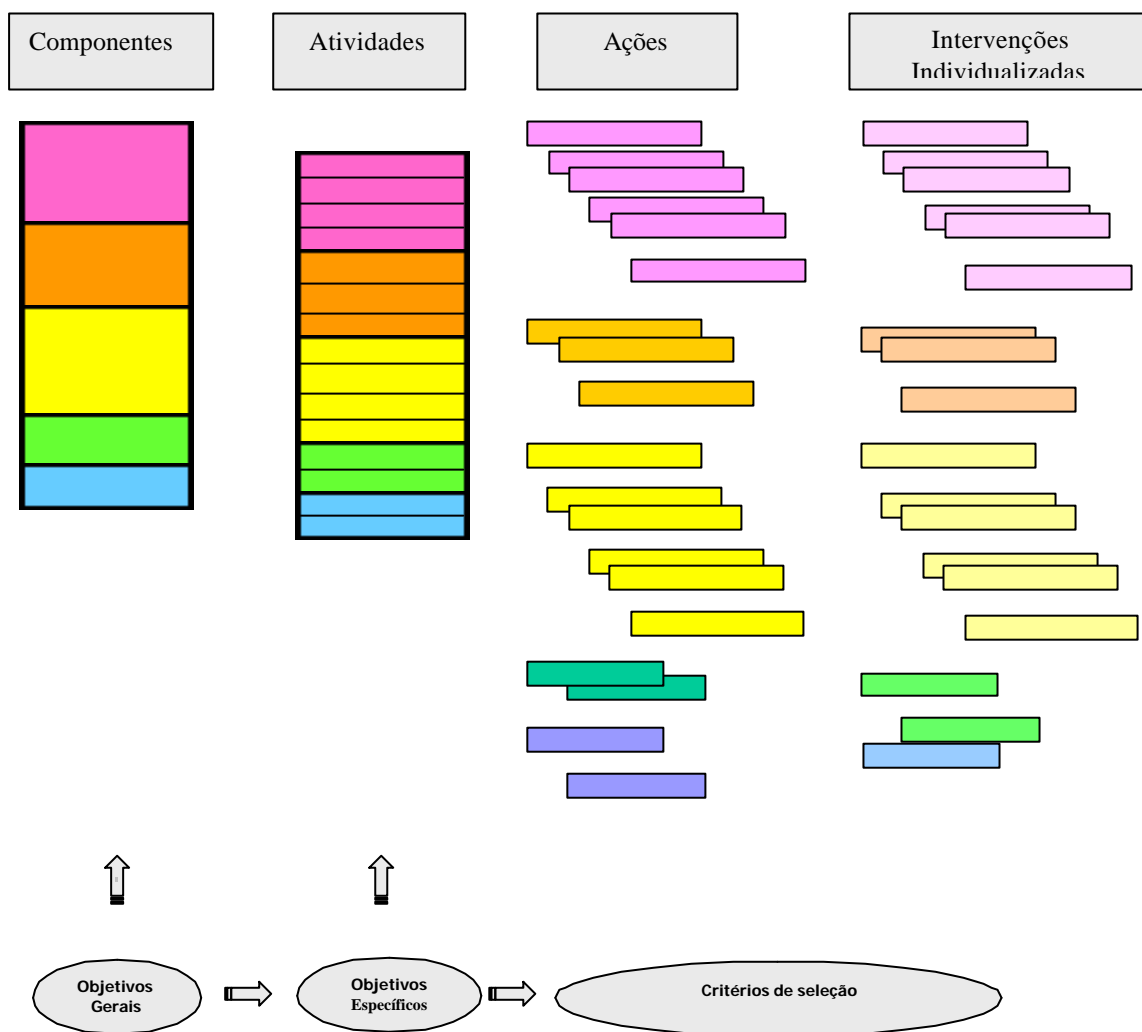 Componentes
Atividades
Ações
Intervenções
Individualizadas
Objetivos
Gerais
Objetivos
Específicos
Critérios de seleção